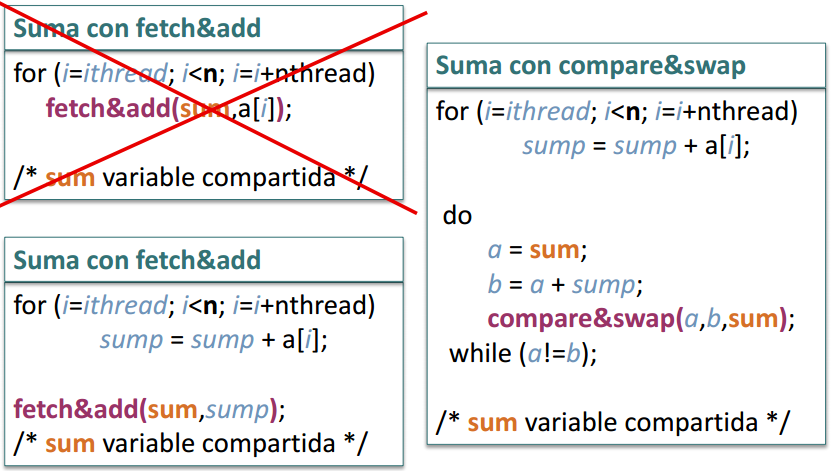 Suma con fetch&add
for (i=ithread; i<n; i=i+nthread)
fetch&add(sum,a[i]);
/* sum variable compartida */
Suma con fetch&add
for (i=ithread; i<n; i=i+nthread)
sump = sump + a[i];
fetch&add(sum,sump);
/* sum variable compartida */
Suma con compare&swap
for (i=ithread; i<n; i=i+nthread)
sump = sump + a[i];
do
a = sum;
b = a + sump;
compare&swap(a,b,sum);
while (a!=b);
/* sum variable compartida */